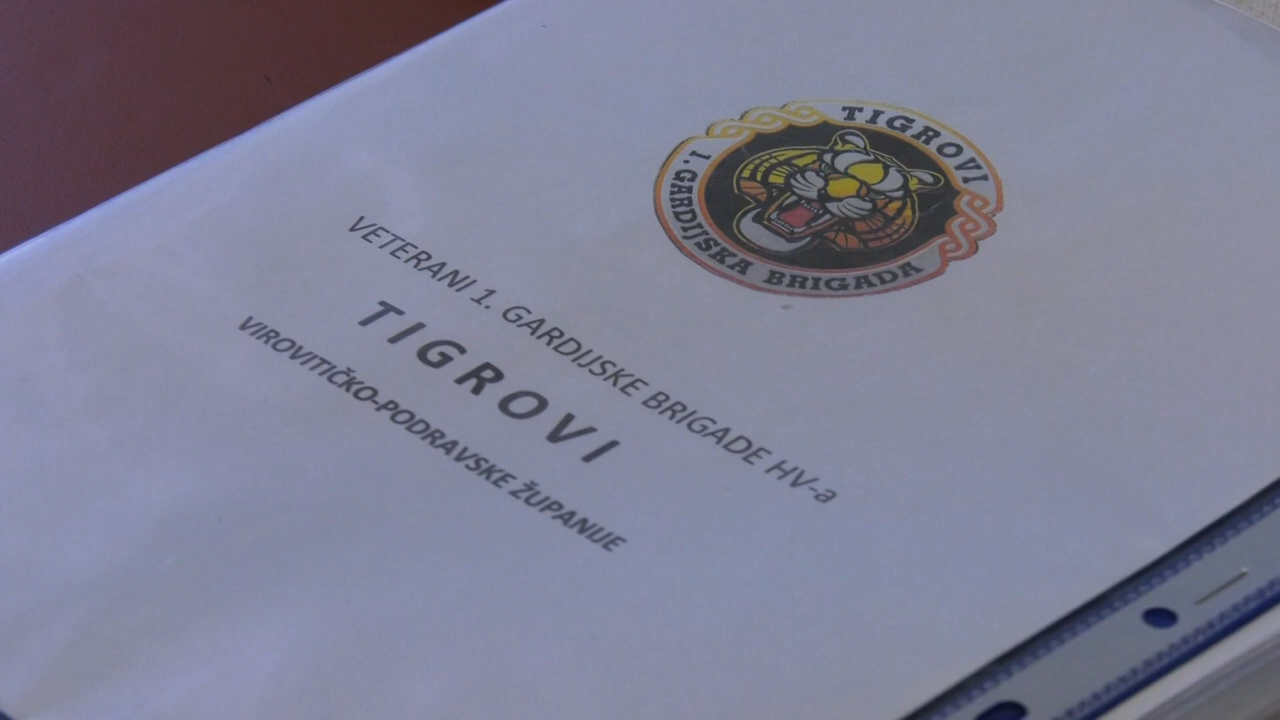 TIGROVI
1. GARDIJSKA BRIGADA
VETERANI 1. GARDIJSKE BRIGADE HV-a
TIGROVI
VIROVITIČKO-PODRAVSKE ŽUPANIJE